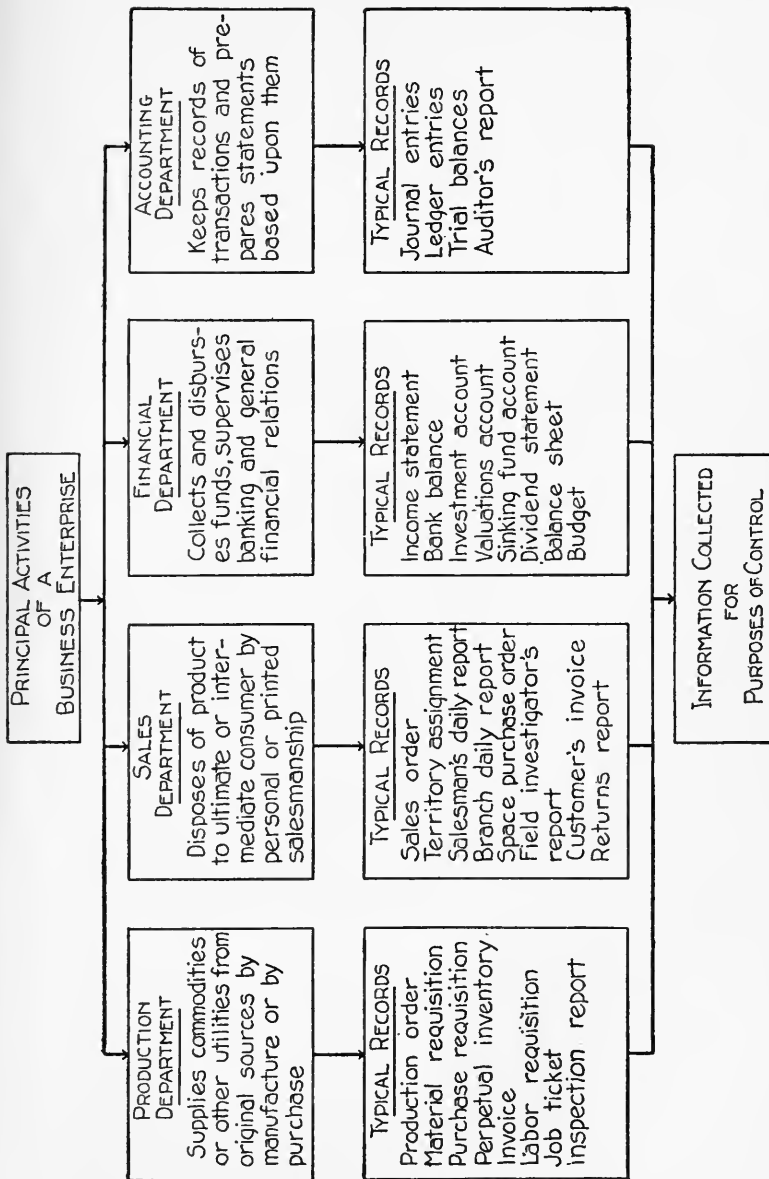 PRINCIPAL ACTIVITIES
OF A
BUSINESS ENTERPRISE
PRODUCTION
DEPARTMENT
Supplies commodities
or other utilities from
original sources by
manufacture or by
purchase
SALES
DEPARTMENT
Disposes of product
to ultimate or inter-
mediate consumer by
personal or printed
salesmanship
FINANCIAL
DEPARTMENT
Collects and disburs-
es funds, supervises
banking and general
financial relations
ACCOUNTING
DEPARTMENT
Keeps records of
transactions and pre-
pares statements
based upon them
TYPICAL RECORDS
Production order
Material requisition
Purchase requisition
Perpetual inventory
Invoice
Labor requisition
Job ticket
inspection report
TYPICAL RECORDS
Sales order
Territory assignment
Salesman's daily report
Branch daily report
Space purchase order
Field investigator's
report
Customer's invoice
Returns report
TYPICAL RECORDS
Income statement
Bank balance
Investment account
Valuations account
Sinking fund account
Dividend statement
Balance sheet
Budget
TYPICAL RECORDS
Journal entries
Ledger entries
Trial balances
Auditor's report
INFORMATION COLLECTED
FOR
PURPOSES OF CONTROL